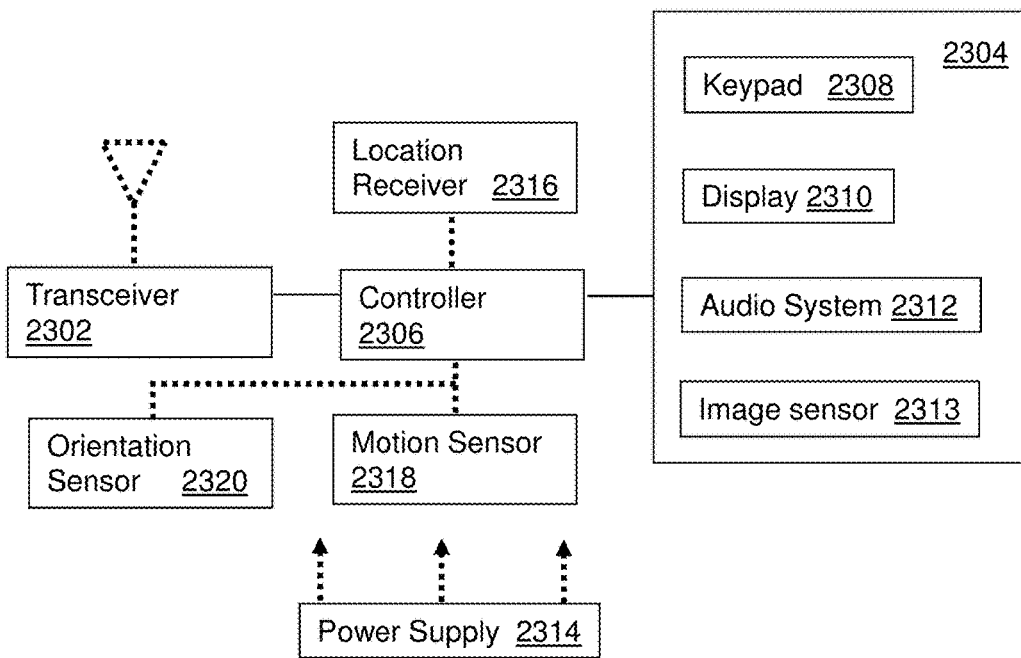 2304
Keypad 2308
Location
Receiver 2316
Display 2310
Transceiver
2302
Controller
2306
Audio System 2312
Image sensor 2313
Orientation
Sensor 2320
Motion Sensor
2318
Power Supply 2314